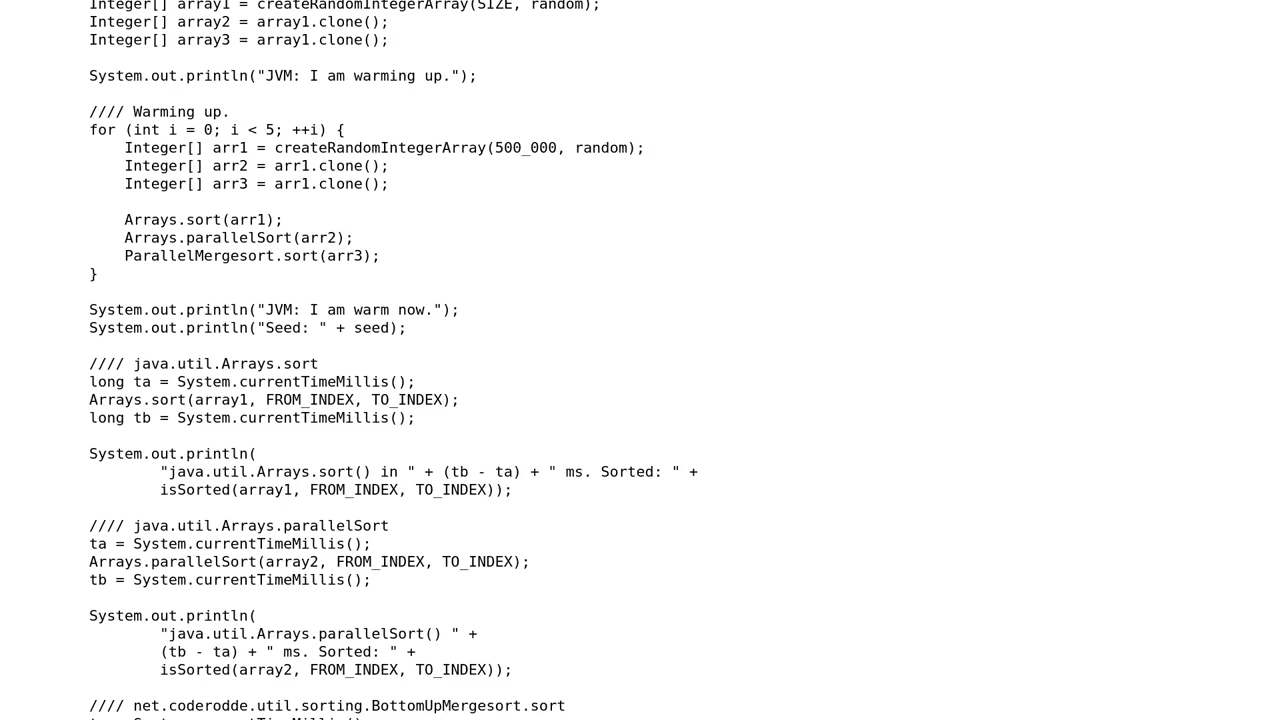 Integer[] array1 = createRandomIntegerArray(SIZE, random);
Integer[] array2 = array1.clone();
Integer[] array3 = array1.clone();
System.out.println("JVM: I am warming up.");
//// Warming up.
for (int i = 0; i < 5; ++i) {
Integer[] arr1 = createRandomIntegerArray(500_000, random);
Integer[] arr2 = arr1.clone();
Integer[] arr3 = arr1.clone();
Arrays.sort(arr1);
Arrays.parallelSort(arr2);
ParallelMergesort.sort(arr3);
}
System.out.println("JVM: I am warm now.");
System.out.println("Seed: " + seed);
//// java.util.Arrays.sort
long ta = System.currentTimeMillis();
Arrays.sort(array1, FROM_INDEX, TO_INDEX);
long tb = System.currentTimeMillis();
System.out.println(
"java.util.Arrays.sort() in " + (tb - ta) + " ms. Sorted: " +
isSorted(array1, FROM_INDEX, TO_INDEX));
//// java.util.Arrays.parallelSort
ta = System.currentTimeMillis();
Arrays.parallelSort(array2, FROM_INDEX, TO_INDEX);
tb = System.currentTimeMillis();
System.out.println(
"java.util.Arrays.parallelSort() " +
(tb - ta) + " ms. Sorted: " +
isSorted(array2, FROM_INDEX, TO_INDEX));
//// net.coderodde.util.sorting.BottomUpMergesort.sort